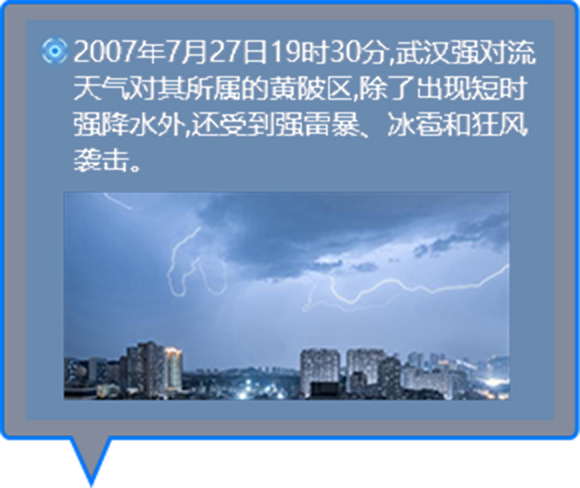 2007年7月27日19时30分,武汉强对流
天气对其所属的黄陂区,除了出现短时
强降水外,还受到强雷暴、冰雹和狂风
袭击。